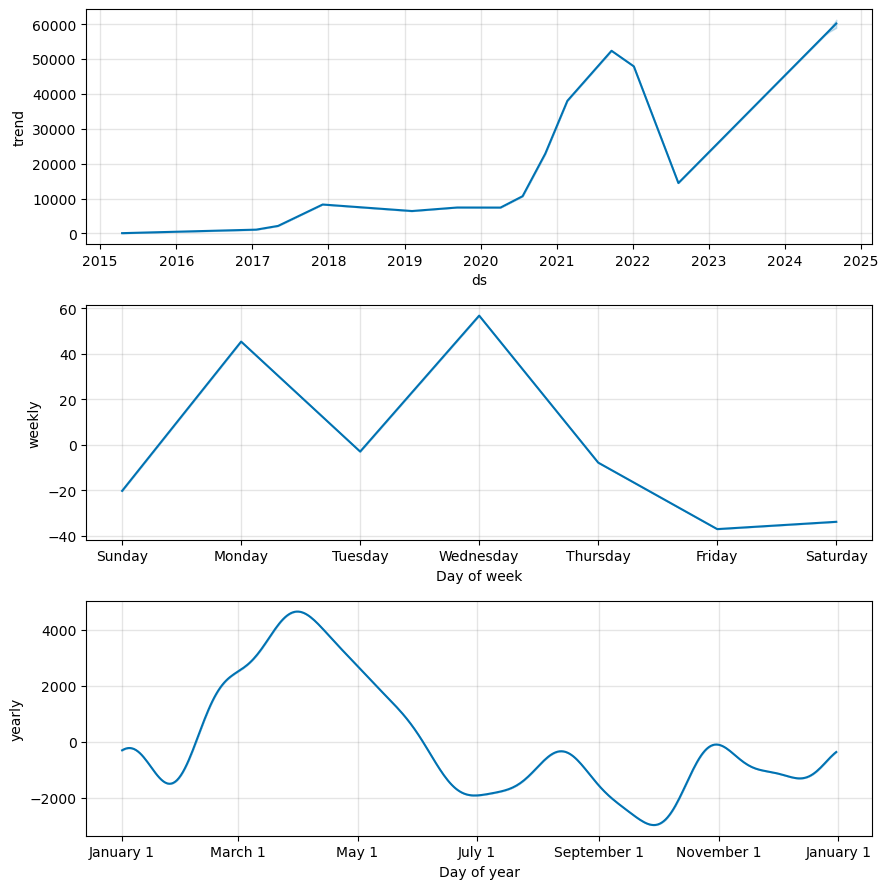 60000
50000
40000
30000
20000
10000
0
trend
2015 2016 2017 2018 2019 2020 2021 2022 2023 2024 2025
ds
60
40
20
0
−20
−40
weekly
Sunday Monday Tuesday Wednesday Thursday Friday Saturday
Day of week
4000
2000
0
−2000
yearly
January 1 March 1 May 1 July 1 September 1 November 1 January 1
Day of year